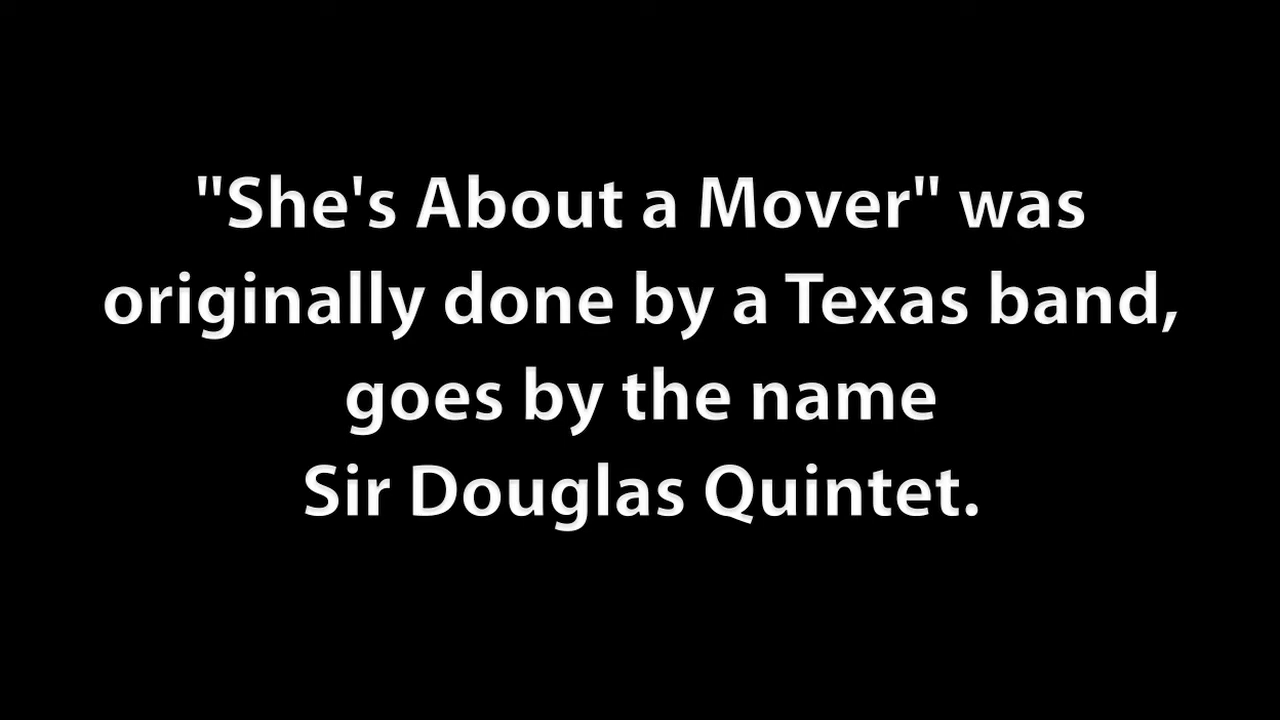 "She's About a Mover" was
originally done by a Texas band,
goes by the name
Sir Douglas Quintet.